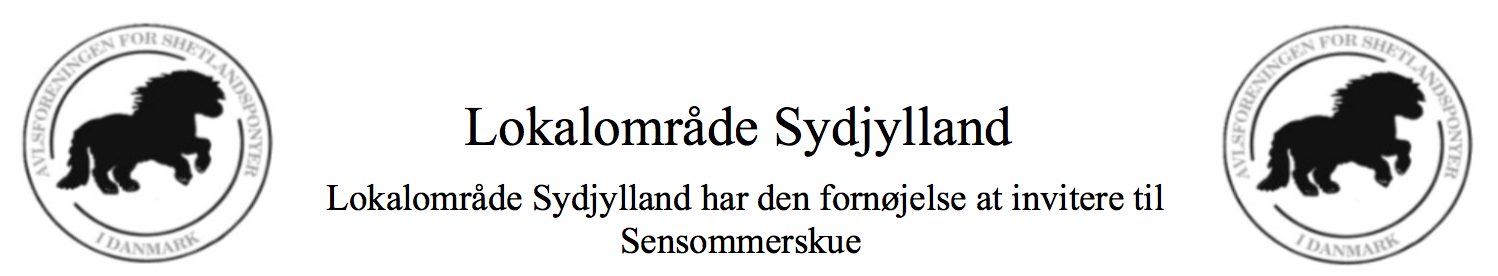 AVLSFORENINGEN FOR SHETLANDSPONYER
I DANMARK
Lokalområde Sydjylland
Lokalområde Sydjylland har den fornøjelse at invitere til
Sensommerskue
AVLSFORENINGEN FOR SHETLANDSPONYER
I DANMARK